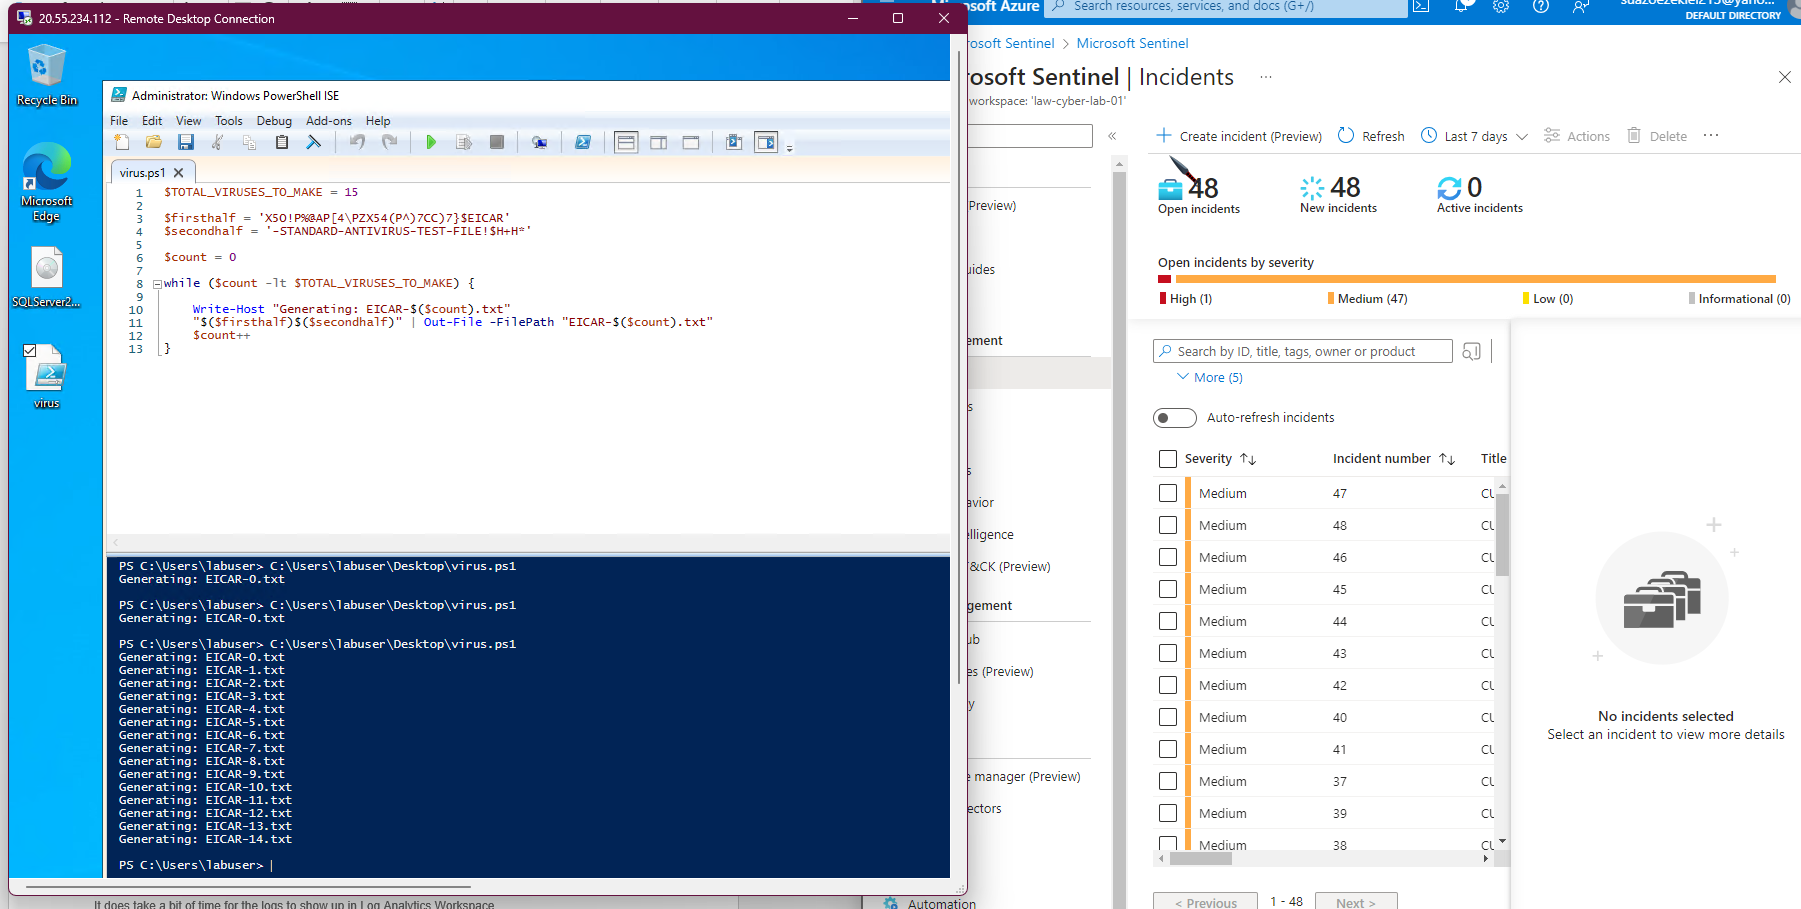 20.55.234.112 - Remote Desktop Connection
Recycle Bin
Microsoft
Edge
SQLServer2...
virus
Administrator: Windows PowerShell ISE
File Edit View Tools Debug Add-ons Help
virus.ps1
1 $TOTAL_VIRUSES_TO_MAKE = 15
2
3 $firsthalf = 'X5O!P%@AP[4\PZX54(P^)7CC)7}$EICAR'
4 $secondhalf = '-STANDARD-ANTIVIRUS-TEST-FILE!$H+H*'
5
6 $count = 0
7
8 while ($count -lt $TOTAL_VIRUSES_TO_MAKE) {
9
10 Write-Host "Generating: EICAR-$($count).txt"
11 "$($firsthalf)$($secondhalf)" | Out-File -FilePath "EICAR-$($count).txt"
12 $count++
13 }
PS C:\Users\labuser> C:\Users\labuser\Desktop\virus.ps1
Generating: EICAR-0.txt
PS C:\Users\labuser> C:\Users\labuser\Desktop\virus.ps1
Generating: EICAR-0.txt
PS C:\Users\labuser> C:\Users\labuser\Desktop\virus.ps1
Generating: EICAR-0.txt
Generating: EICAR-1.txt
Generating: EICAR-2.txt
Generating: EICAR-3.txt
Generating: EICAR-4.txt
Generating: EICAR-5.txt
Generating: EICAR-6.txt
Generating: EICAR-7.txt
Generating: EICAR-8.txt
Generating: EICAR-9.txt
Generating: EICAR-10.txt
Generating: EICAR-11.txt
Generating: EICAR-12.txt
Generating: EICAR-13.txt
Generating: EICAR-14.txt
PS C:\Users\labuser>
It does take a bit of time for the logs to show up in Log Analytics Workspace
osoft Azure
Search resources, services, and docs (G+/)
DEFAULT DIRECTORY
rosoft Sentinel > Microsoft Sentinel
rosoft Sentinel | Incidents ...
workspace: 'law-cyber-lab-01'
Preview)
uides
ement
s
s
avior
elligence
T&CK (Preview)
gement
ub
es (Preview)
y
e manager (Preview)
ectors
Automation
Create incident (Preview) Refresh Last 7 days Actions Delete ...
48
Open incidents
48
New incidents
0
Active incidents
Open incidents by severity
High (1) Medium (47) Low (0) Informational (0)
Search by ID, title, tags, owner or product
More (5)
Auto-refresh incidents
Severity Incident number Title
Medium 47 CU
Medium 48 CU
Medium 46 CU
Medium 45 CU
Medium 44 CU
Medium 43 CU
Medium 42 CU
Medium 40 CU
Medium 41 CU
Medium 37 CU
Medium 39 CU
Medium 38 CU
< Previous 1 - 48 Next >
No incidents selected
Select an incident to view more details